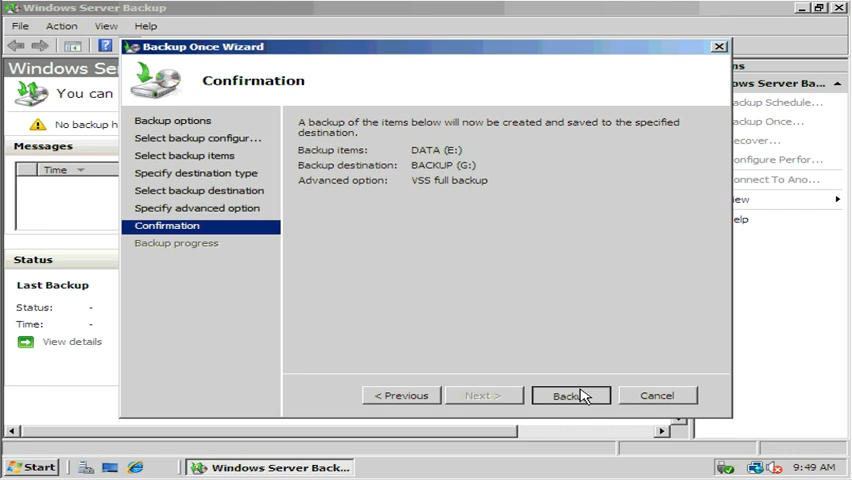 Windows Server Backup
File Action View Help
Windows Se
You can
No backup h
Messages
Time
Status
Last Backup
Status: -
Time: -
View details
Backup Once Wizard
Confirmation
Backup options
Select backup configur...
Select backup items
Specify destination type
Select backup destination
Specify advanced option
Confirmation
Backup progress
A backup of the items below will now be created and saved to the specified
destination.
Backup items: DATA (E:)
Backup destination: BACKUP (G:)
Advanced option: VSS full backup
< Previous Next > Backup Cancel
ns
ws Server Ba...
ackup Schedule...
ackup Once...
ecover...
onfigure Perfor...
onnect To Ano...
ew
elp
Start Windows Server Back... 9:49 AM